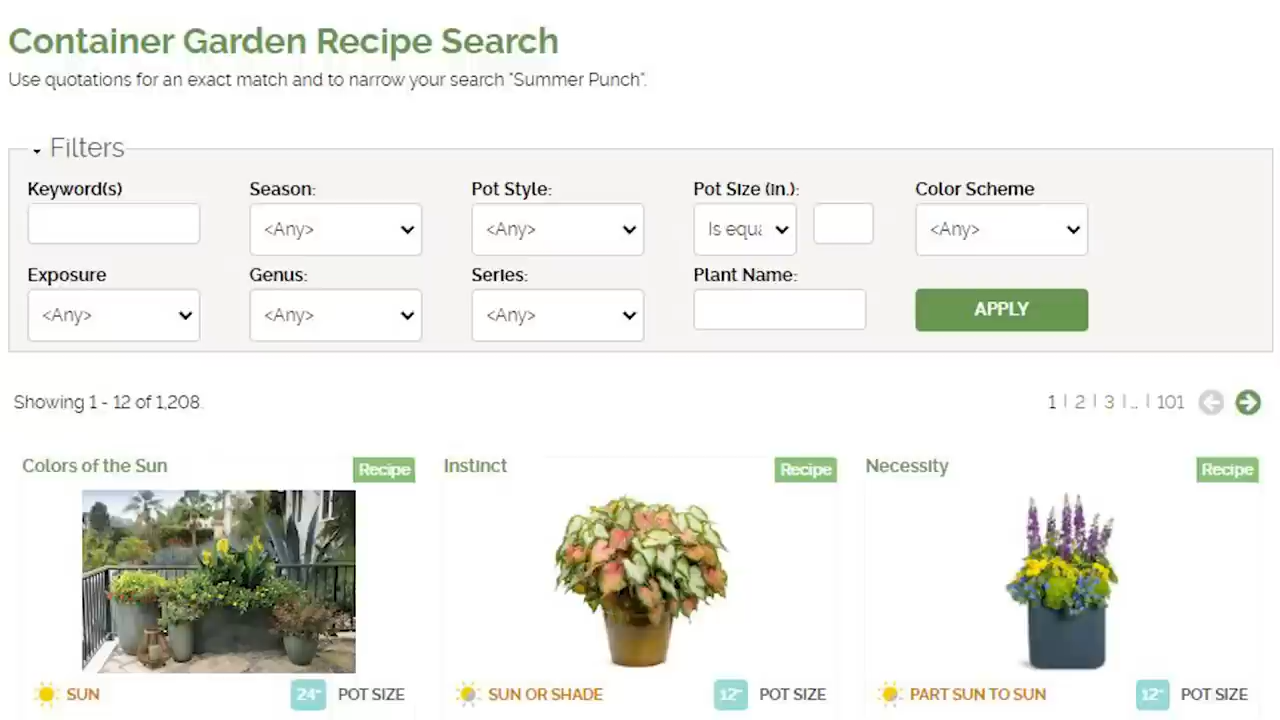 Container Garden Recipe Search
Use quotations for an exact match and to narrow your search "Summer Punch".
Filters
Keyword(s) Season: Pot Style: Pot Size (in.): Color Scheme
<Any> <Any> Is equa <Any>
Exposure Genus: Series: Plant Name:
<Any> <Any> <Any> APPLY
Showing 1 - 12 of 1,208. 1 | 2 | 3 | ... | 101
Colors of the Sun Recipe Instinct Recipe Necessity Recipe
SUN 24" POT SIZE SUN OR SHADE 12" POT SIZE PART SUN TO SUN 12" POT SIZE